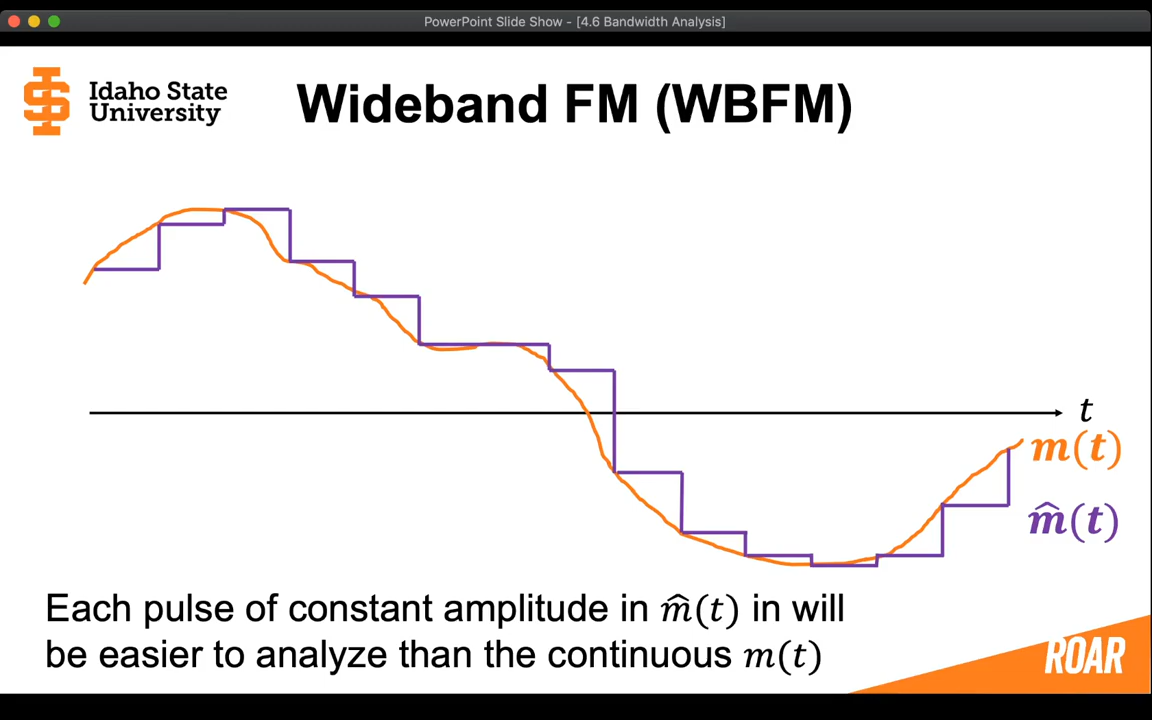 PowerPoint Slide Show - [4.6 Bandwidth Analysis]
Idaho State
University
Wideband FM (WBFM)
t
m(t)
m̂(t)
Each pulse of constant amplitude in m̂(t) in will
be easier to analyze than the continuous m(t)
ROAR